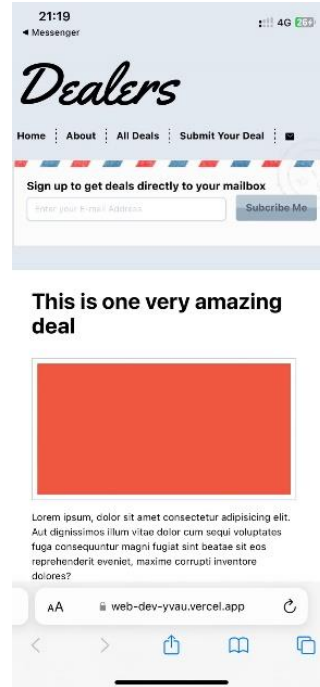 21:19
4G 26
◀ Messenger
Dealers
Home About All Deals Submit Your Deal
Sign up to get deals directly to your mailbox
Enter your E-mail Address
Subcribe Me
This is one very amazing
deal
Lorem ipsum, dolor sit amet consectetur adipisicing elit.
Aut dignissimos illum vitae dolor cum sequi voluptates
fuga consequuntur magni fugiat sint beatae sit eos
reprehenderit eveniet, maxime corrupti inventore
dolores?
AA web-dev-yvau.vercel.app